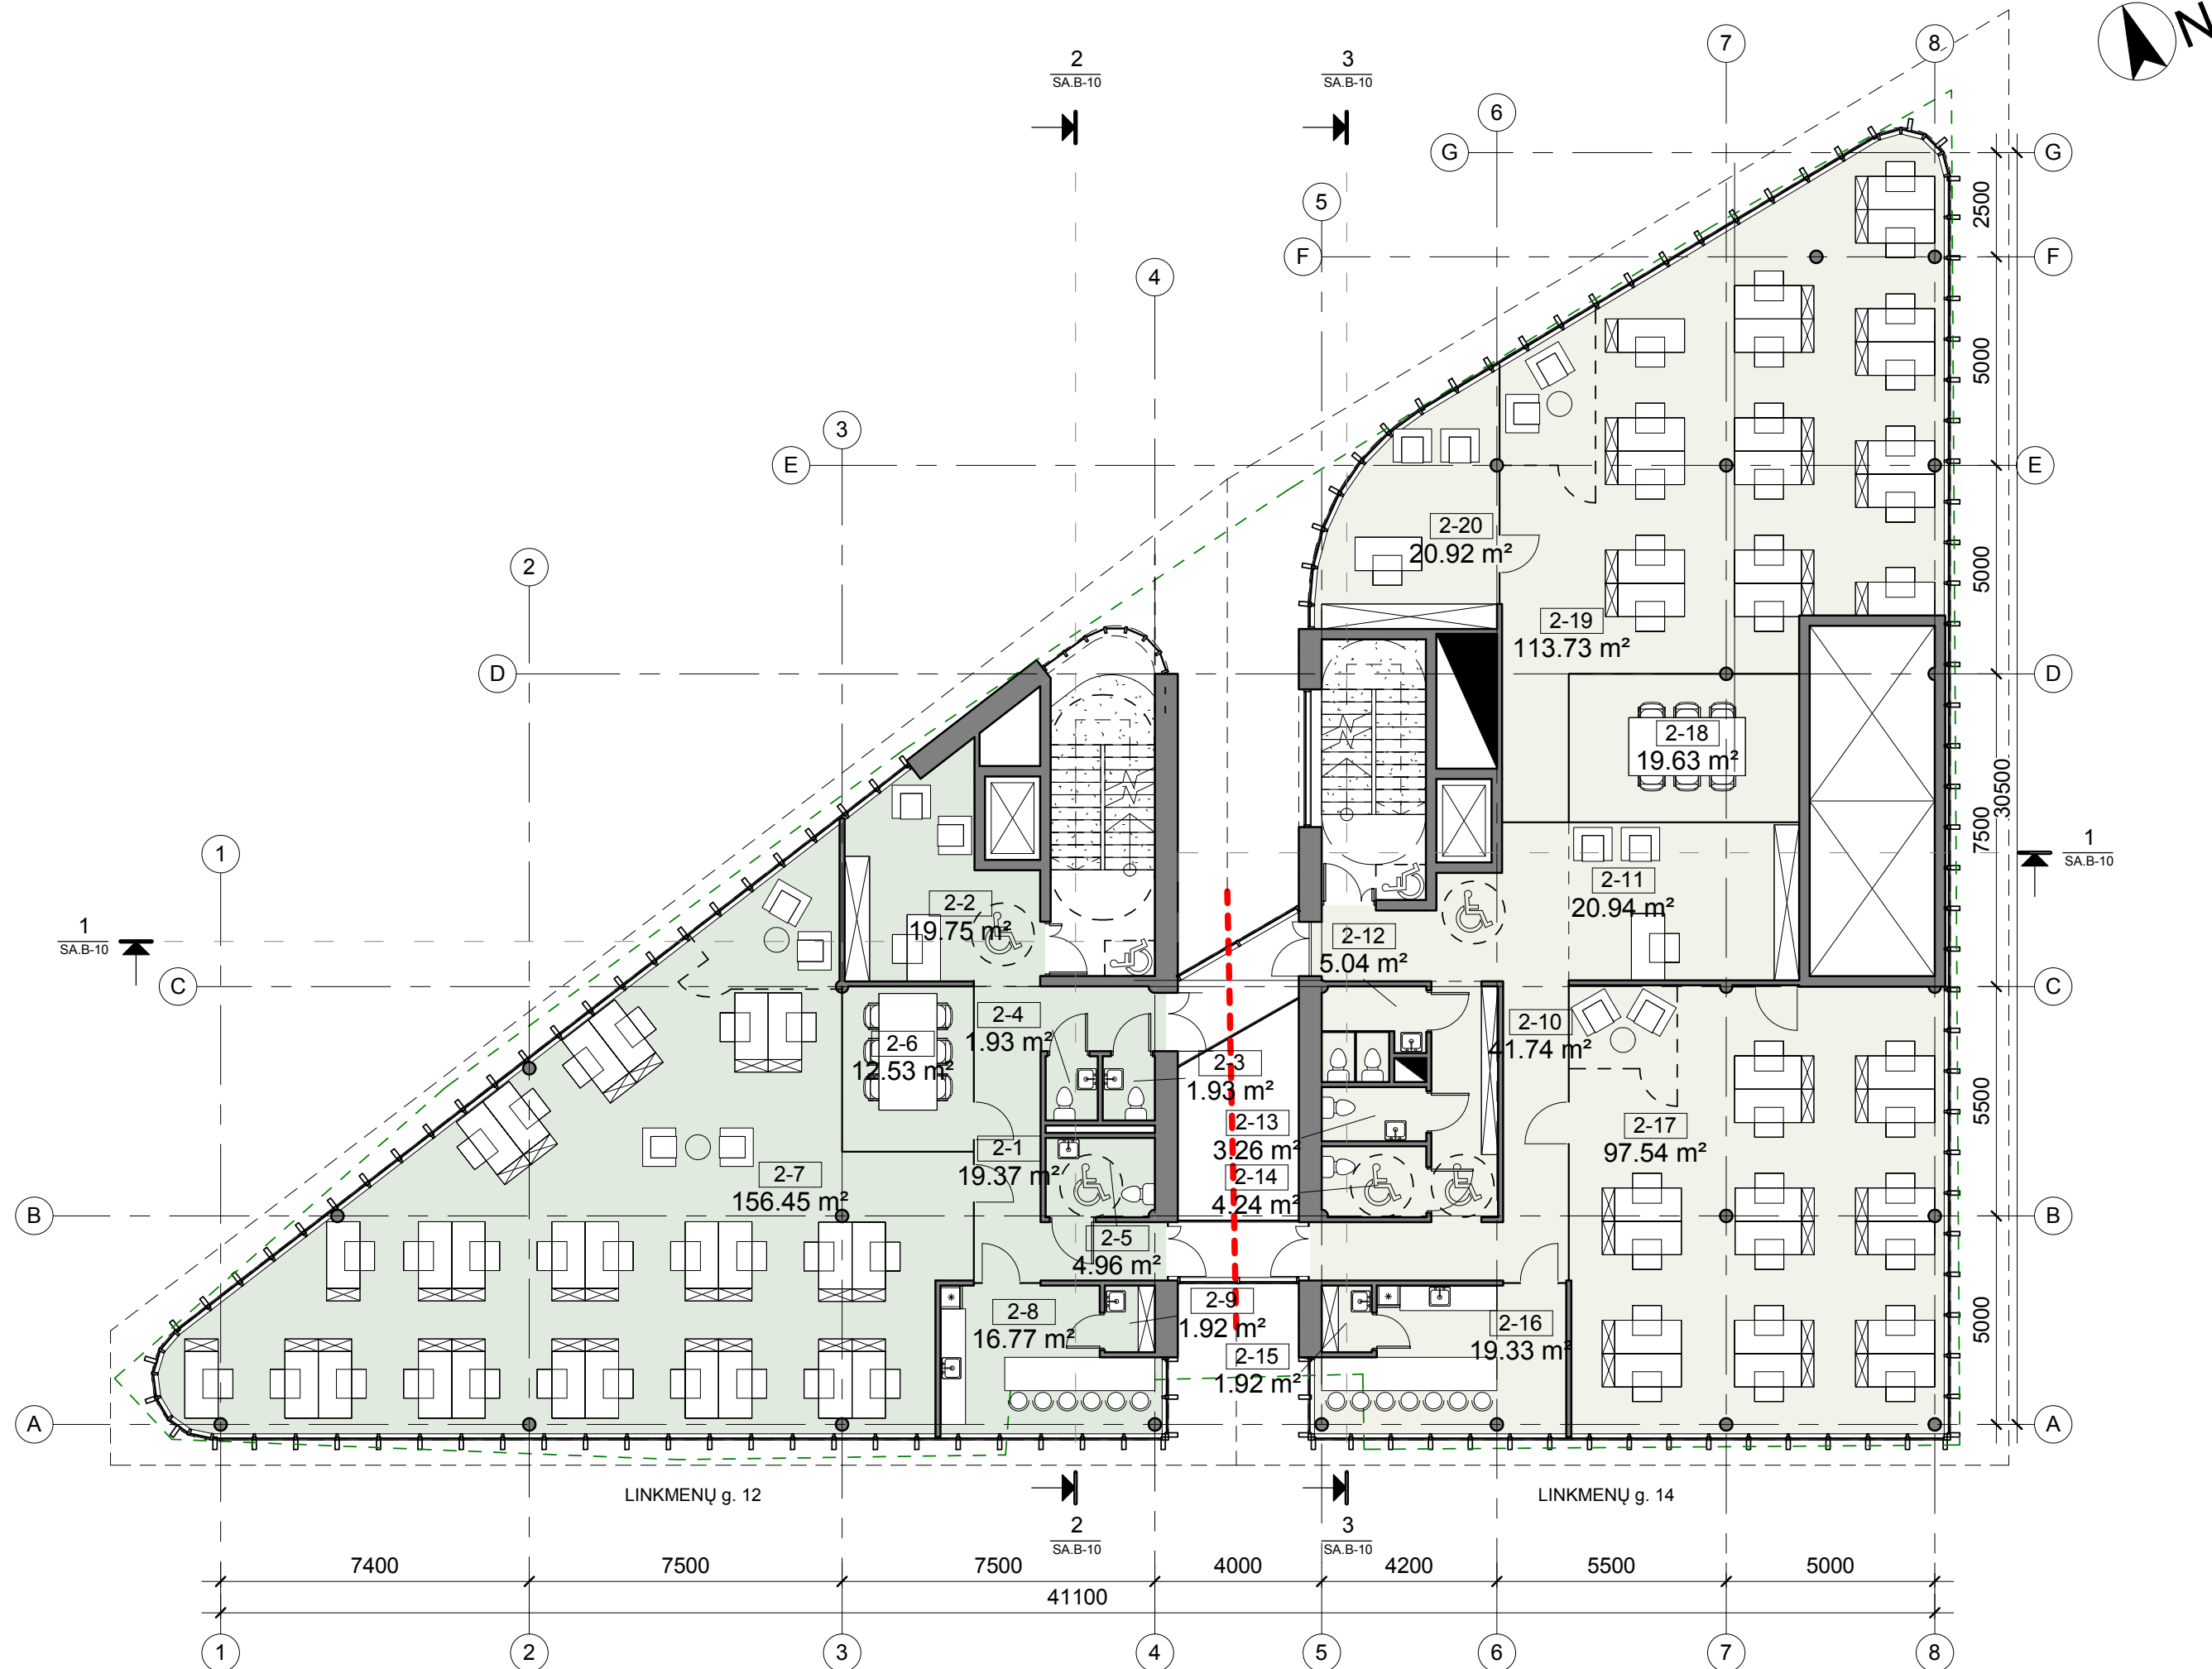 N
2
SA.B-10
3
SA.B-10
7
8
6
G
G
5
2500
F
F
4
5000
3
E
E
2-20
20.92 m²
2
5000
2-19
113.73 m²
D
D
2-18
19.63 m²
30500
7500
1
1
SA.B-10
2-11
20.94 m²
2-2
19.75 m²
1
SA.B-10
2-12
5.04 m²
C
C
2-4
1.93 m²
2-10
41.74 m²
2-6
12.53 m²
2-3
1.93 m²
5500
2-13
3.26 m²
2-17
97.54 m²
2-1
19.37 m²
2-7
156.45 m²
2-14
4.24 m²
B
B
2-5
4.96 m²
2-8
16.77 m²
2-9
1.92 m²
2-16
19.33 m²
5000
2-15
1.92 m²
A
A
LINKMENŲ g. 12
LINKMENŲ g. 14
2
SA.B-10
3
SA.B-10
7400
7500
7500
4000
4200
5500
5000
41100
1
2
3
4
5
6
7
8